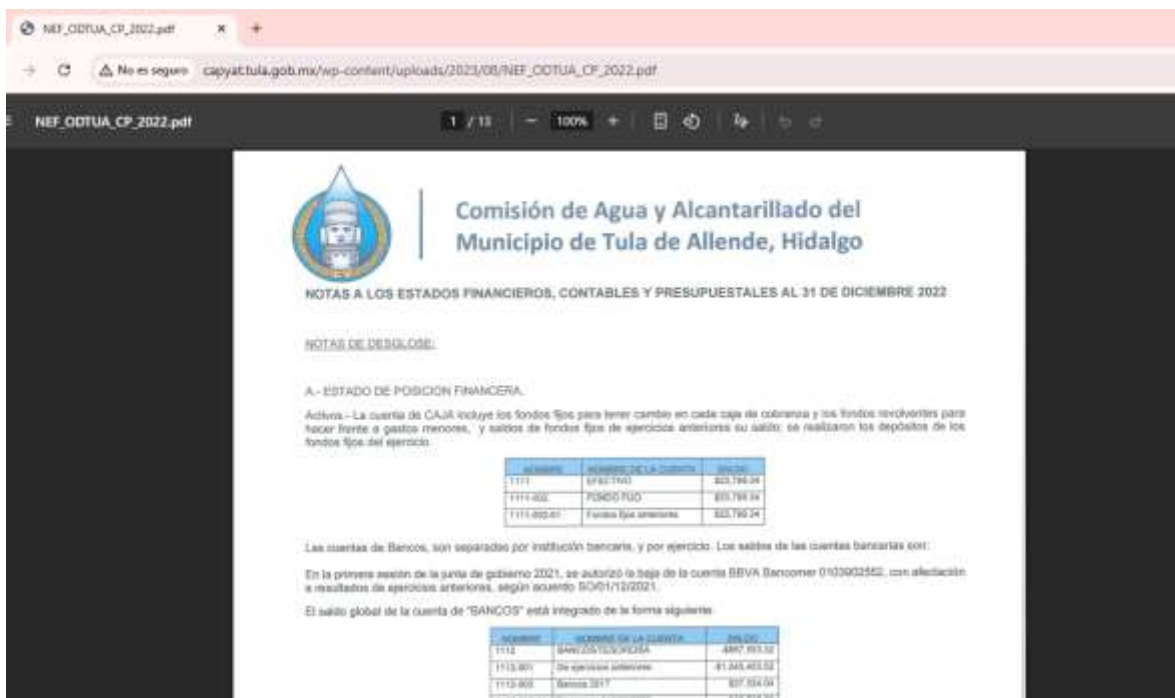 NEF_ODTUA_CP_2022.pdf
No es seguro capyat.tula.gob.mx/wp-content/uploads/2023/08/NEF_ODTUA_CP_2022.pdf
NEF_ODTUA_CP_2022.pdf
1 / 13
100%
Comisión de Agua y Alcantarillado del
Municipio de Tula de Allende, Hidalgo
NOTAS A LOS ESTADOS FINANCIEROS, CONTABLES Y PRESUPUESTALES AL 31 DE DICIEMBRE 2022
NOTAS DE DESGLOSE:
A.- ESTADO DE POSICION FINANCERA.
Activos.- La cuenta de CAJA incluye los fondos fijos para tener cambio en cada caja de cobranza y los fondos revolventes para
hacer frente a gastos menores, y saldos de fondos fijos de ejercicios anteriores su saldo; se realizaron los depósitos de los
fondos fijos del ejercicio.
NOMBRE DE LA CUENTA SALDO
1111 EFECTIVO
1111-002 FONDO FIJO
1111-002-01 Fondos fijos anteriores
Las cuentas de Bancos, son separadas por institución bancaria, y por ejercicio. Los saldos de las cuentas bancarias son:
En la primera sesión de la junta de gobierno 2021, se autorizó la baja de la cuenta BBVA Bancomer 0103902562, con afectación
a resultados de ejercicios anteriores, según acuerdo SO/01/12/2021.
El saldo global de la cuenta de "BANCOS" está integrado de la forma siguiente:
NOMBRE DE LA CUENTA SALDO
1112 BANCOS/TESORERIA
1112-001 De ejercicios anteriores
Bancos 2017